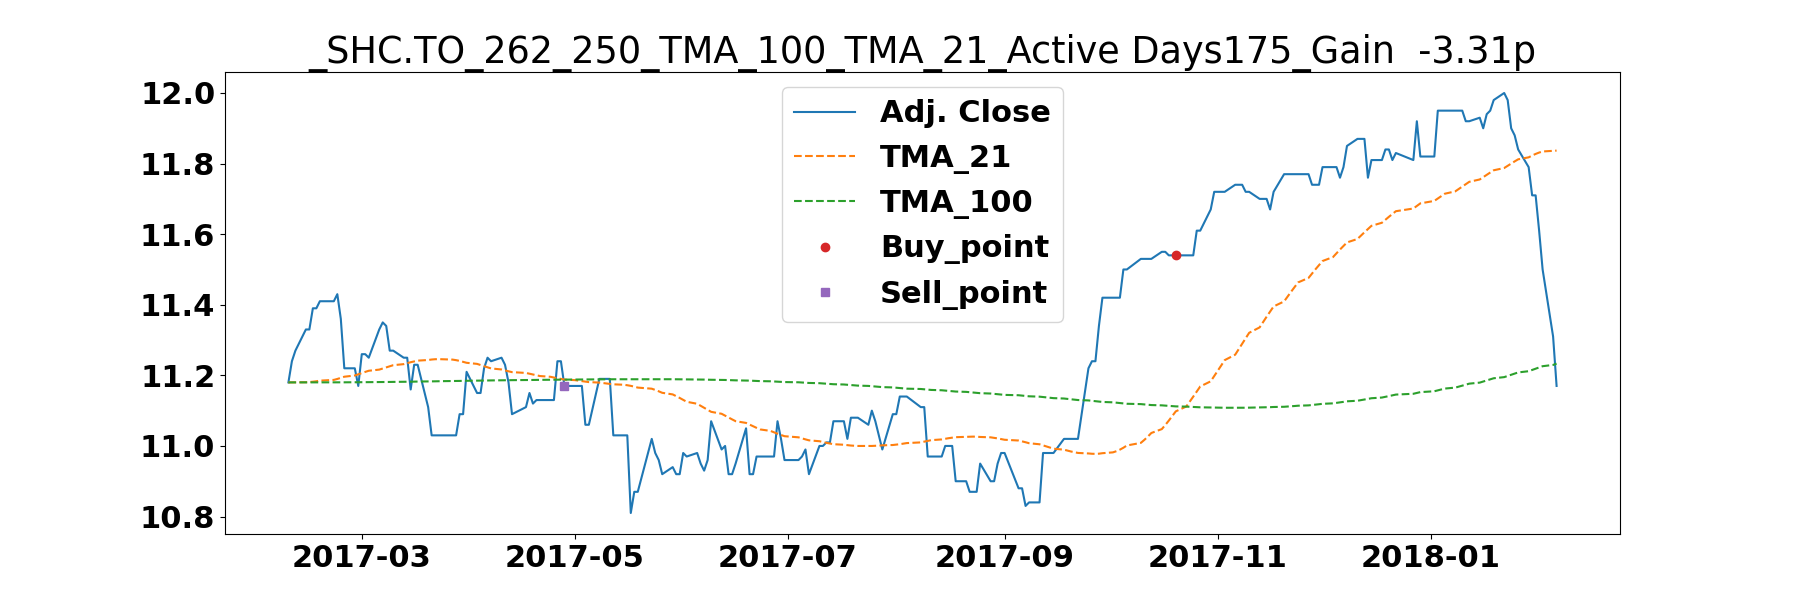 _SHC.TO_262_250_TMA_100_TMA_21_Active Days175_Gain  -3.31p
12.0
11.8
11.6
11.4
11.2
11.0
10.8
Adj. Close
TMA_21
TMA_100
Buy_point
Sell_point
2017-03 2017-05 2017-07 2017-09 2017-11 2018-01